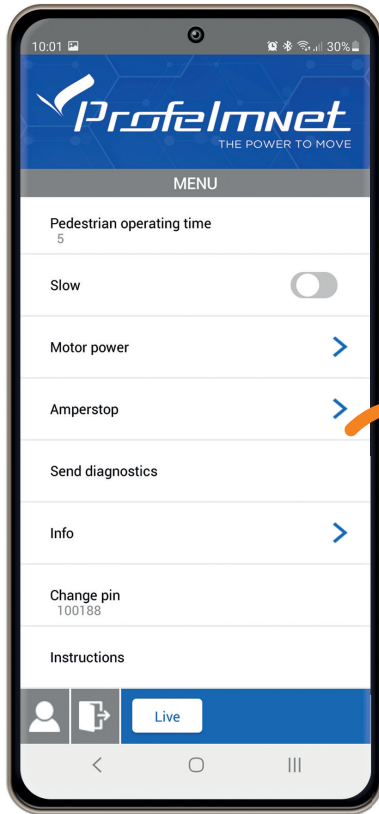 10:01 30%
Profelmnet
THE POWER TO MOVE
MENU
Pedestrian operating time
5
Slow
Motor power
Amperstop
Send diagnostics
Info
Change pin
100188
Instructions
Live